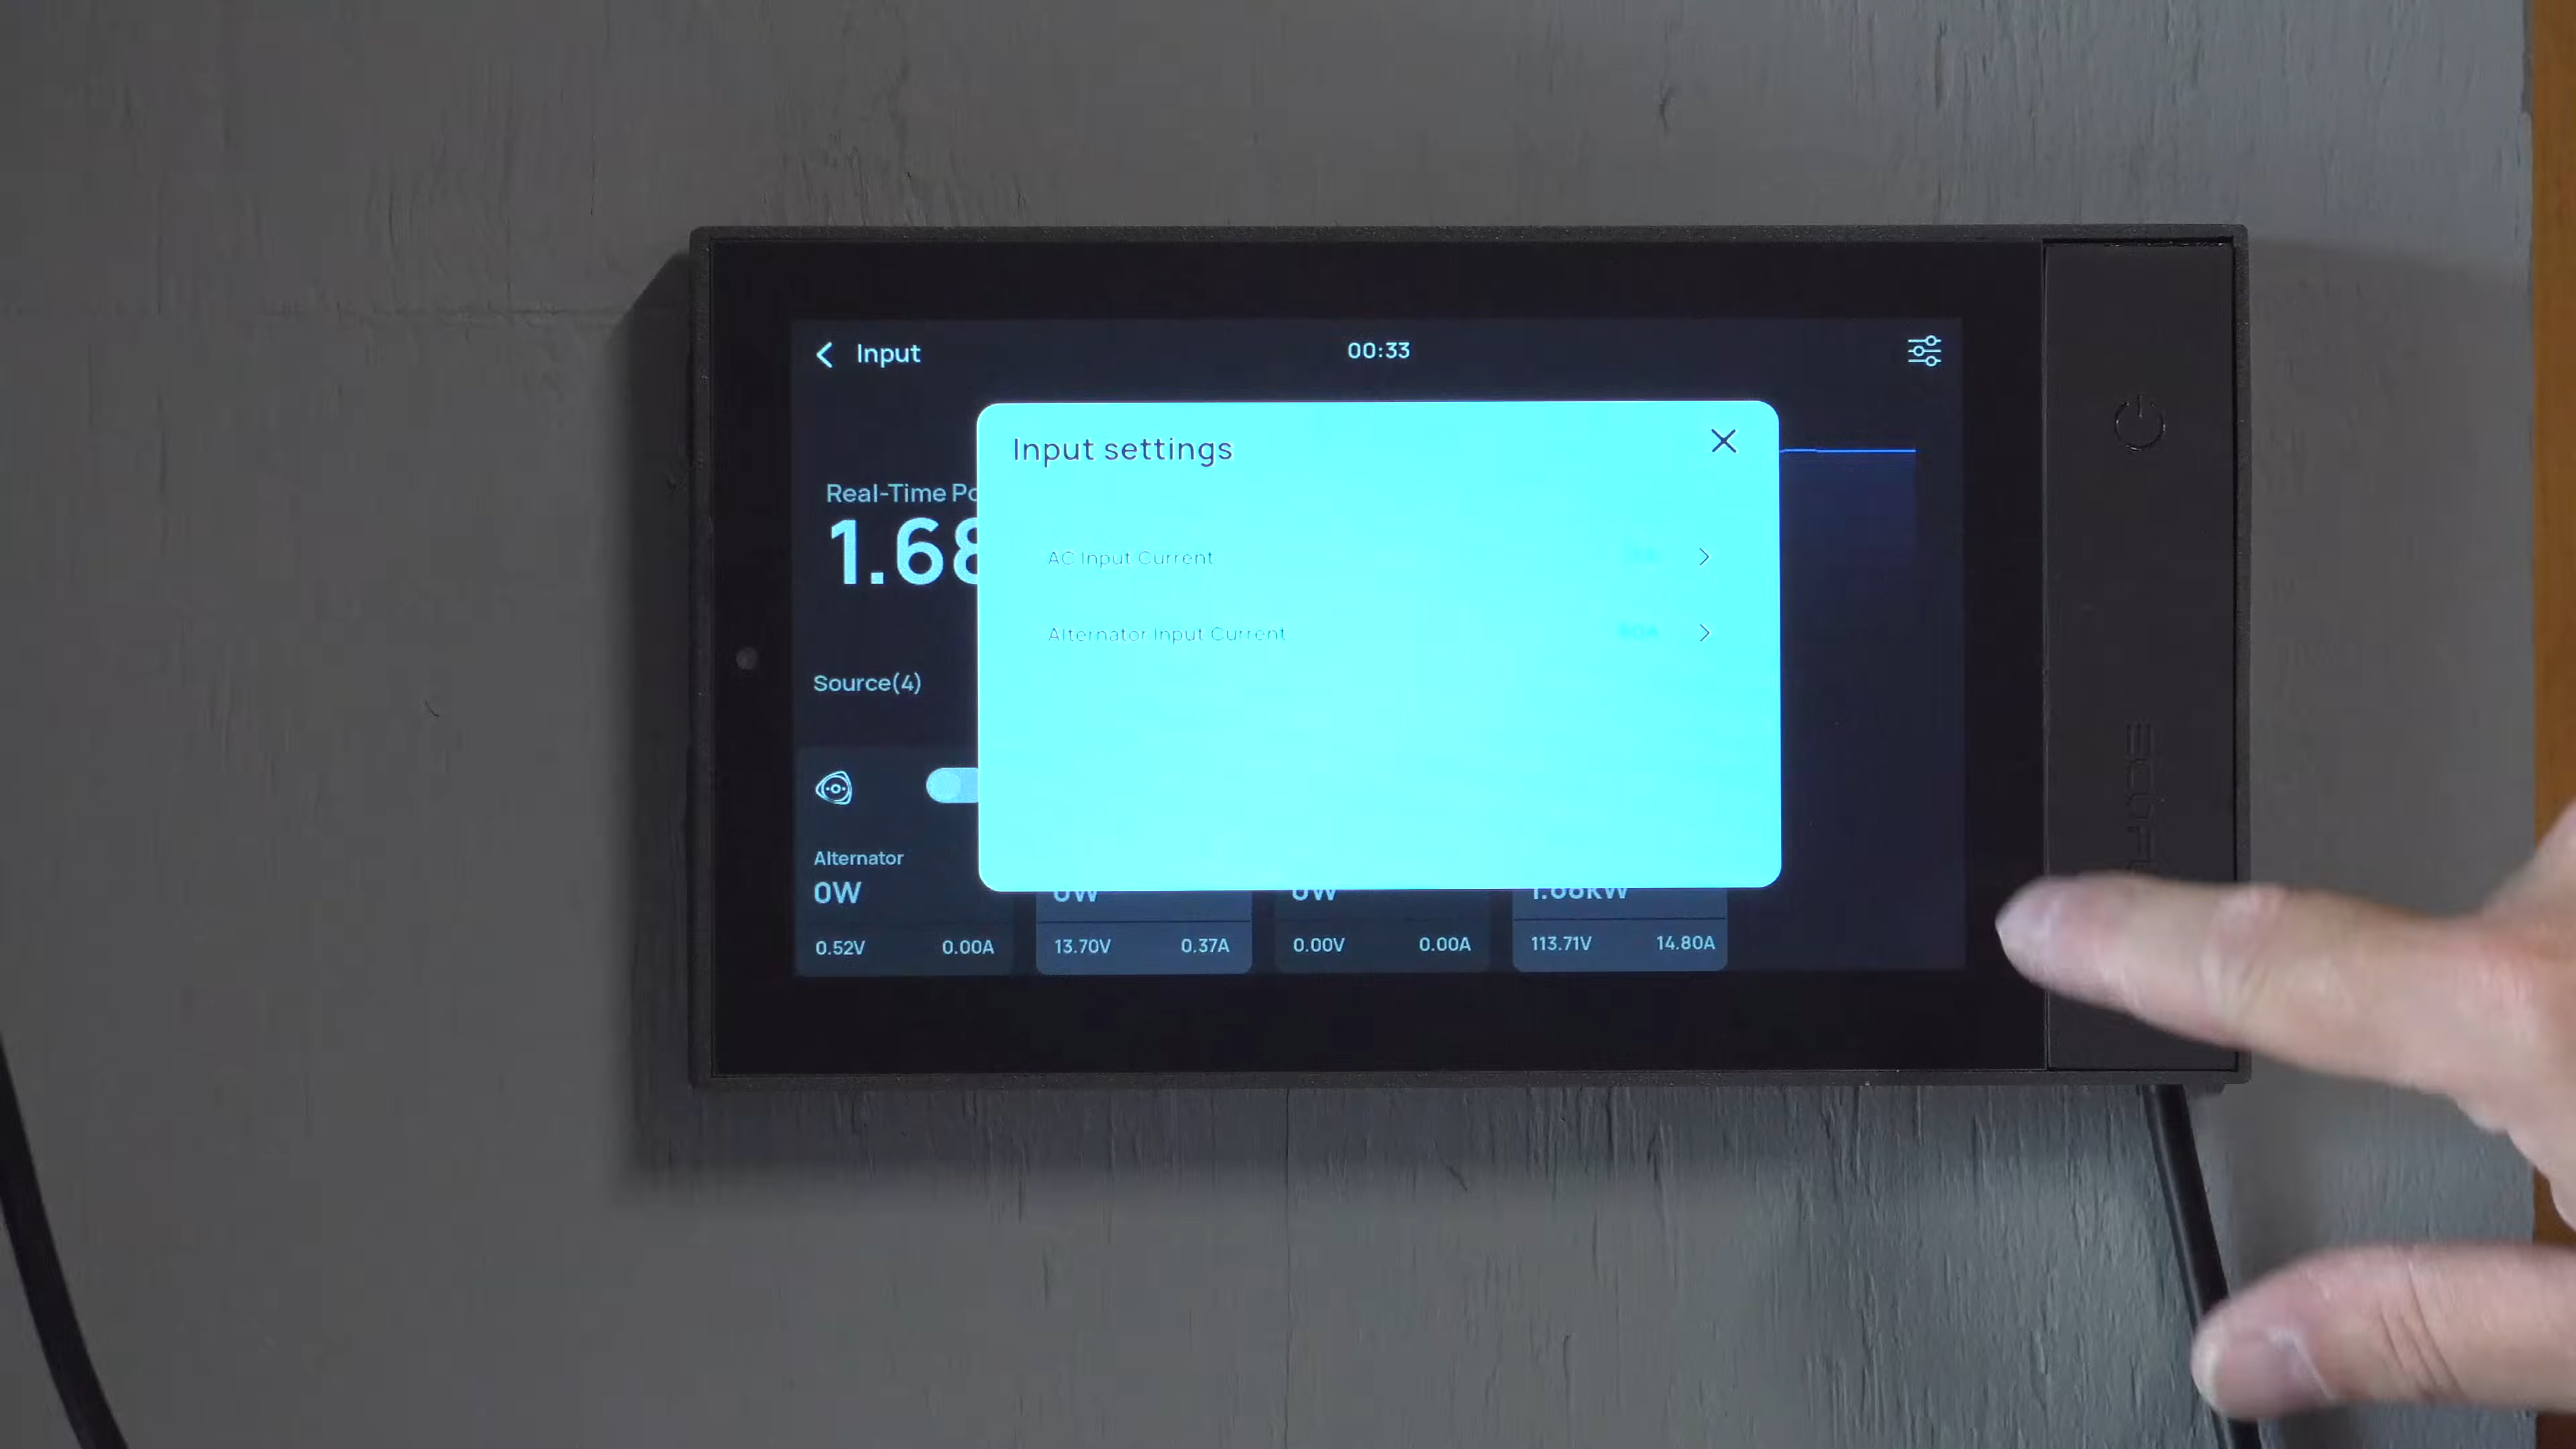 Input
00:33
Input settings
Real-Time
1.68
AC Input Current
Alternator Input Current
Source(4)
Alternator
0W
0W
0W
1.68kW
0.52V 0.00A
13.70V 0.37A
0.00V 0.00A
113.71V 14.80A